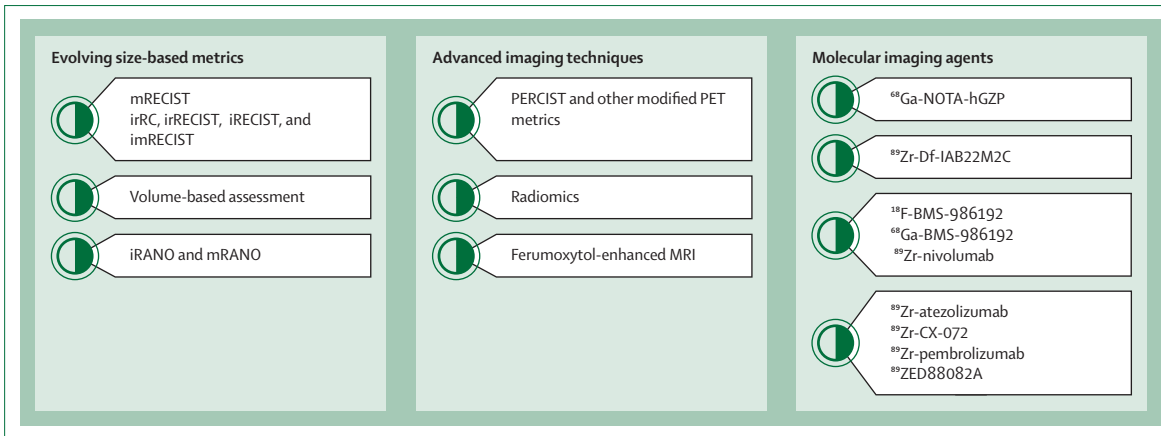 Evolving size-based metrics
mRECIST
irRC, irRECIST, iRECIST, and
imRECIST
Volume-based assessment
iRANO and mRANO
Advanced imaging techniques
PERCIST and other modified PET
metrics
Radiomics
Ferumoxytol-enhanced MRI
Molecular imaging agents
⁶⁸Ga-NOTA-hGZP
⁸⁹Zr-Df-IAB22M2C
¹⁸F-BMS-986192
⁶⁸Ga-BMS-986192
⁸⁹Zr-nivolumab
⁸⁹Zr-atezolizumab
⁸⁹Zr-CX-072
⁸⁹Zr-pembrolizumab
⁸⁹ZED88082A